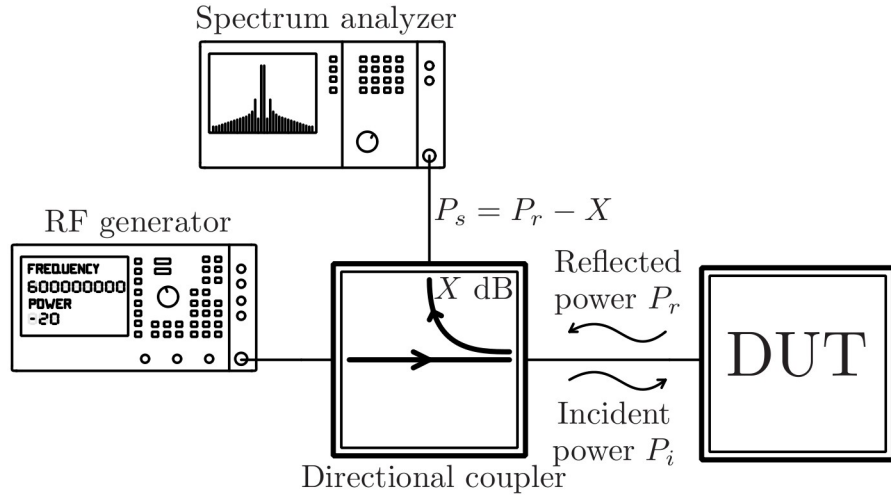 Spectrum analyzer
P_s = P_r − X
RF generator
FREQUENCY
600000000
POWER
-20
X dB
Reflected
power P_r
DUT
Incident
power P_i
Directional coupler